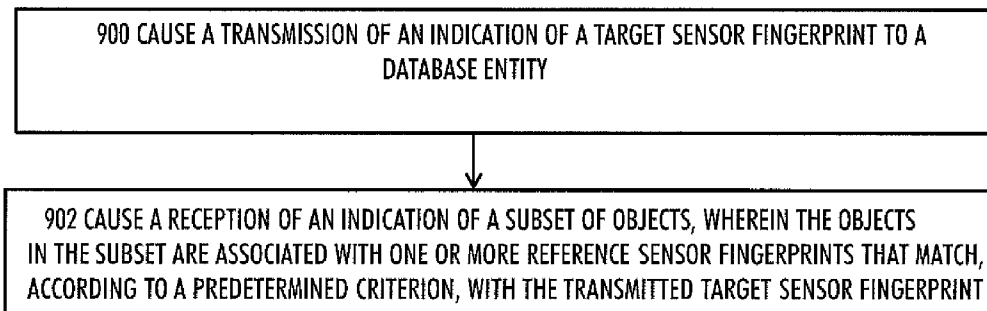 900 CAUSE A TRANSMISSION OF AN INDICATION OF A TARGET SENSOR FINGERPRINT TO A
DATABASE ENTITY
902 CAUSE A RECEPTION OF AN INDICATION OF A SUBSET OF OBJECTS, WHEREIN THE OBJECTS
IN THE SUBSET ARE ASSOCIATED WITH ONE OR MORE REFERENCE SENSOR FINGERPRINTS THAT MATCH,
ACCORDING TO A PREDETERMINED CRITERION, WITH THE TRANSMITTED TARGET SENSOR FINGERPRINT